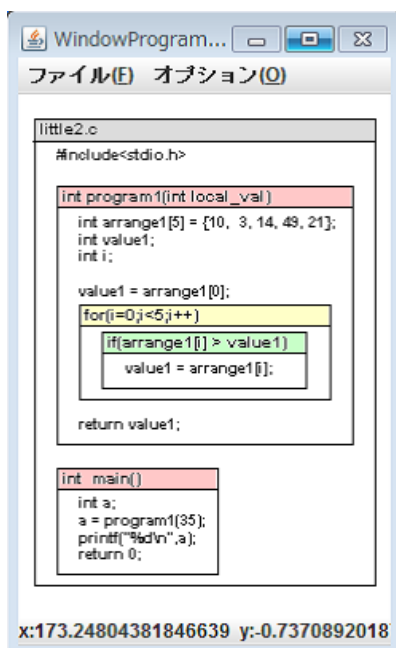 WindowProgram...
ファイル(F) オプション(O)
little2.c
#include<stdio.h>
int program1(int local_val)
int arrange1[5] = {10, 3, 14, 49, 21};
int value1;
int i;
value1 = arrange1[0];
for(i=0;i<5;i++)
if(arrange1[i] > value1)
value1 = arrange1[i];
return value1;
int main()
int a;
a = program1(35);
printf("%d\n",a);
return 0;
x:173.24804381846639 y:-0.7370892018